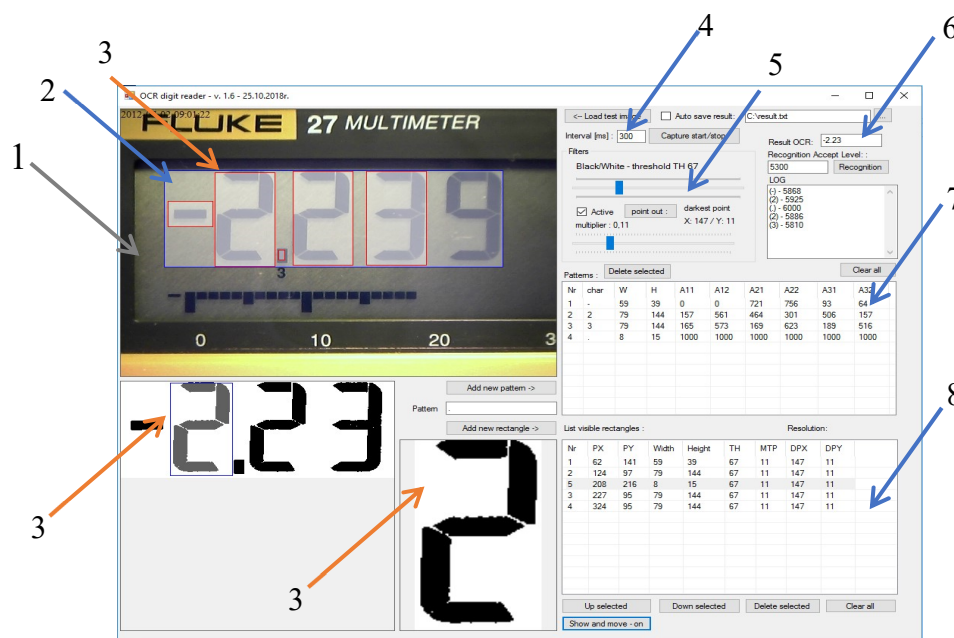 4
6
3
5
2
OCR digit reader - v. 1.6 - 25.10.2018r.
<-- Load test image
Auto save result:
C:\result.txt
...
FLUKE 27 MULTIMETER
Interval [ms] : 300 Capture start/stop
Result OCR: -2.23
Filters
Recognition Accept Level: :
1
Black/White - threshold TH 67
5300 Recognition
LOG
(-) - 5868
(2) - 5925
(.) - 6000
(2) - 5886
(3) - 5810
7
- 2 2 3 9
Active
point out :
darkest point
X: 147 / Y: 11
multiplier : 0,11
3
Patterns : Delete selected Clear all
Nr char W H A11 A12 A21 A22 A31 A32
1 - 59 39 0 0 721 756 93 64
2 2 79 144 157 561 464 301 506 157
3 3 79 144 165 573 169 623 189 516
4 . 8 15 1000 1000 1000 1000 1000 1000
0 10 20 3
Add new pattern ->
Pattern .
Add new rectangle ->
-2.23
8
List visible rectangles : Resolution:
Nr PX PY Width Height TH MTP DPX DPY
1 62 141 59 39 67 11 147 11
2 124 97 79 144 67 11 147 11
5 208 216 8 15 67 11 147 11
3 227 95 79 144 67 11 147 11
4 324 95 79 144 67 11 147 11
2
3
3
Up selected Down selected Delete selected Clear all
Show and move - on